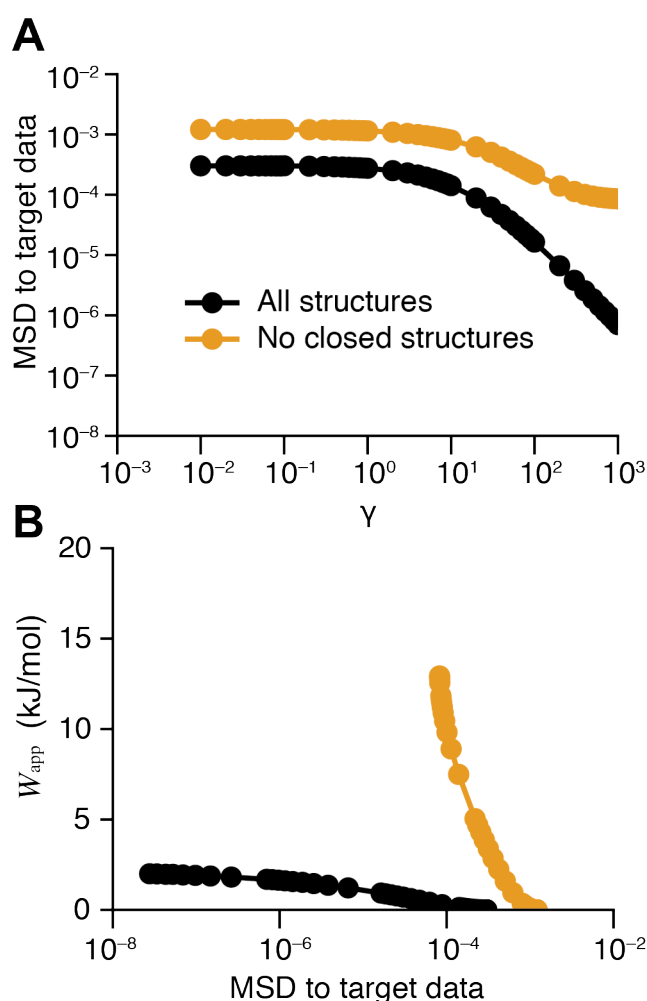 A
MSD to target data
10⁻²
10⁻³
10⁻⁴
10⁻⁵
10⁻⁶
10⁻⁷
10⁻⁸
All structures
No closed structures
10⁻³ 10⁻² 10⁻¹ 10⁰ 10¹ 10² 10³
γ
B
W_app (kJ/mol)
20
15
10
5
0
10⁻⁸ 10⁻⁶ 10⁻⁴ 10⁻²
MSD to target data